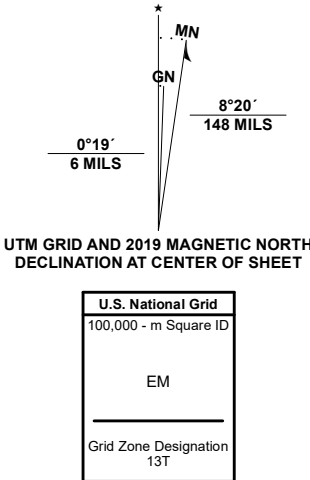 ★
MN
GN
8°20´
148 MILS
0°19´
6 MILS
UTM GRID AND 2019 MAGNETIC NORTH
DECLINATION AT CENTER OF SHEET
U.S. National Grid
100,000 - m Square ID
EM
Grid Zone Designation
13T